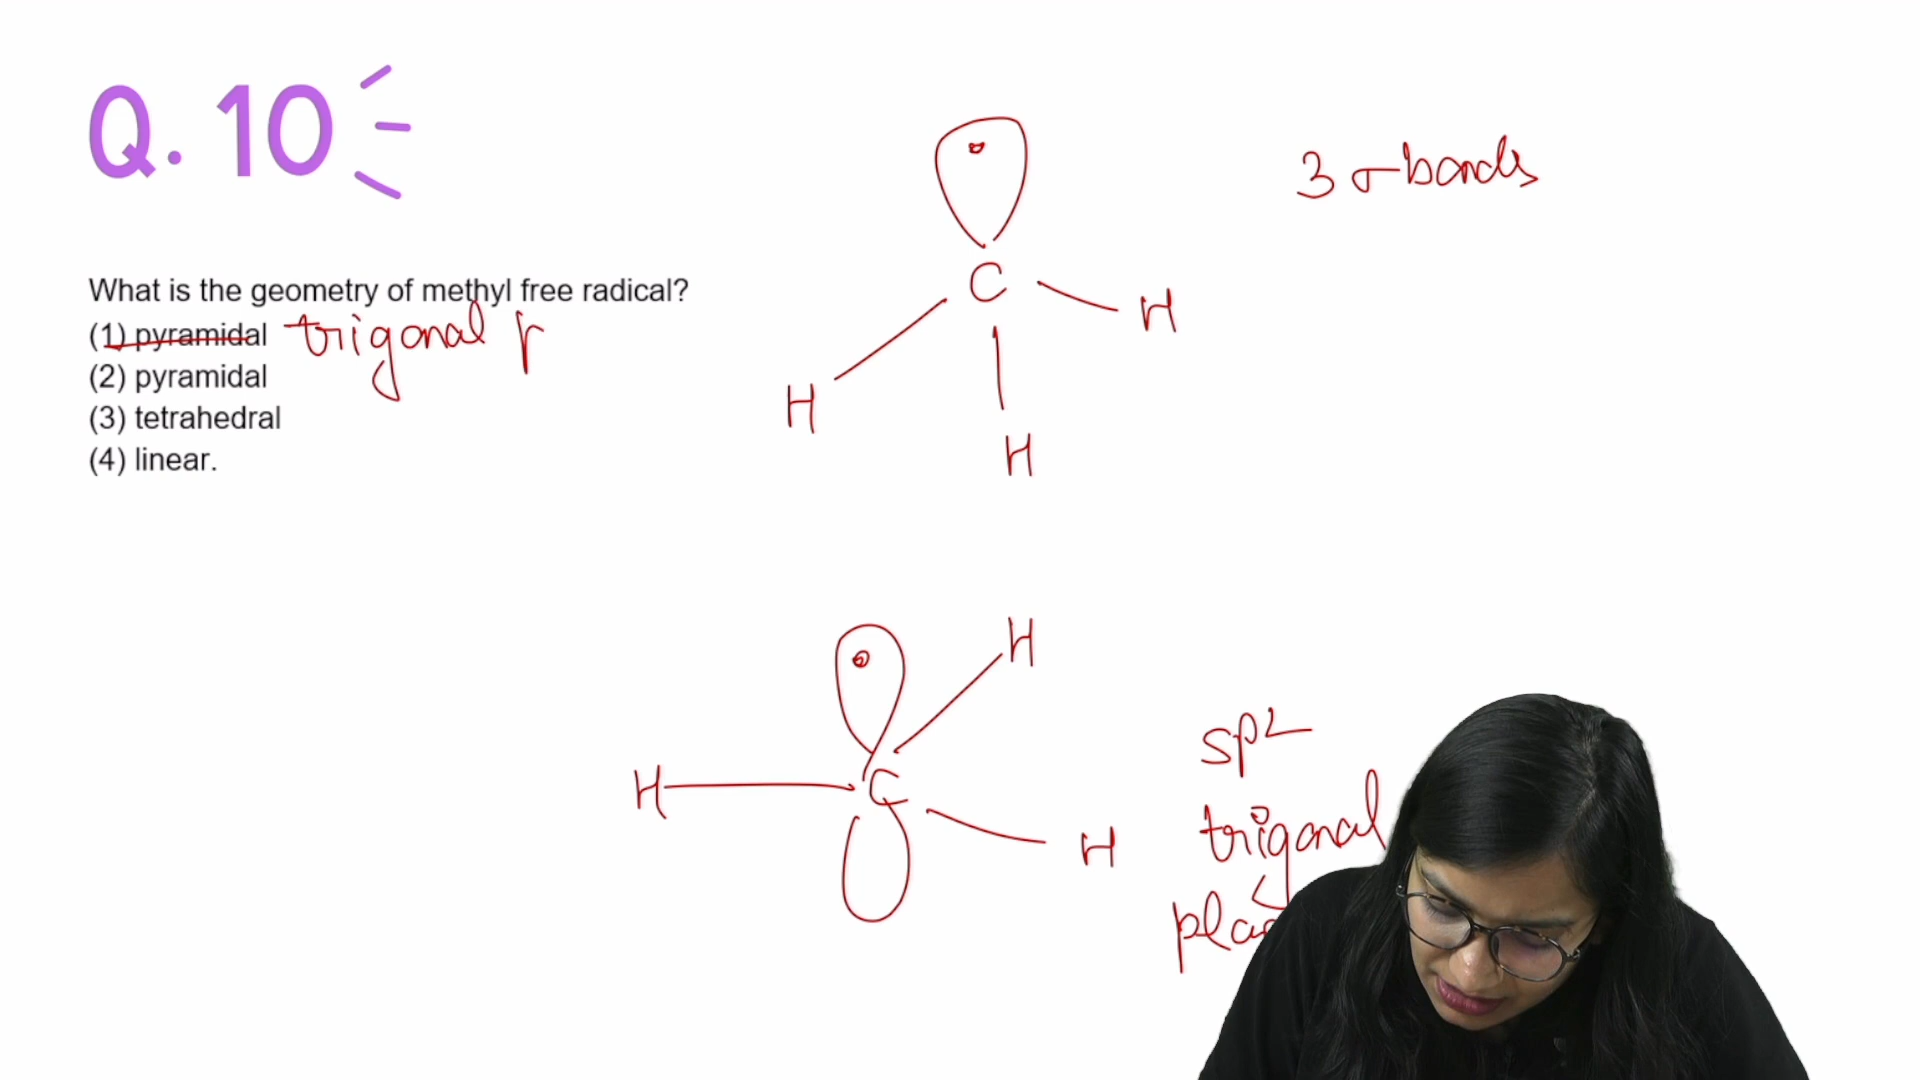 Q. 10
What is the geometry of methyl free radical?
(1) pyramidal trigonal p
(2) pyramidal
(3) tetrahedral
(4) linear.
3 σ-bonds
C
H
H
H
H
H
C
H
sp2
trigonal